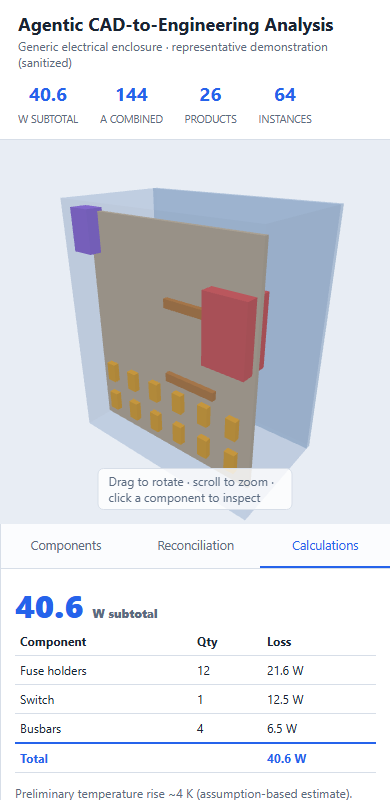 Agentic CAD-to-Engineering Analysis
Generic electrical enclosure · representative demonstration
(sanitized)
40.6 144 26 64
W SUBTOTAL A COMBINED PRODUCTS INSTANCES
Drag to rotate · scroll to zoom ·
click a component to inspect
Components Reconciliation Calculations
40.6 W subtotal
Component Qty Loss
Fuse holders 12 21.6 W
Switch 1 12.5 W
Busbars 4 6.5 W
Total 40.6 W
Preliminary temperature rise ~4 K (assumption-based estimate).